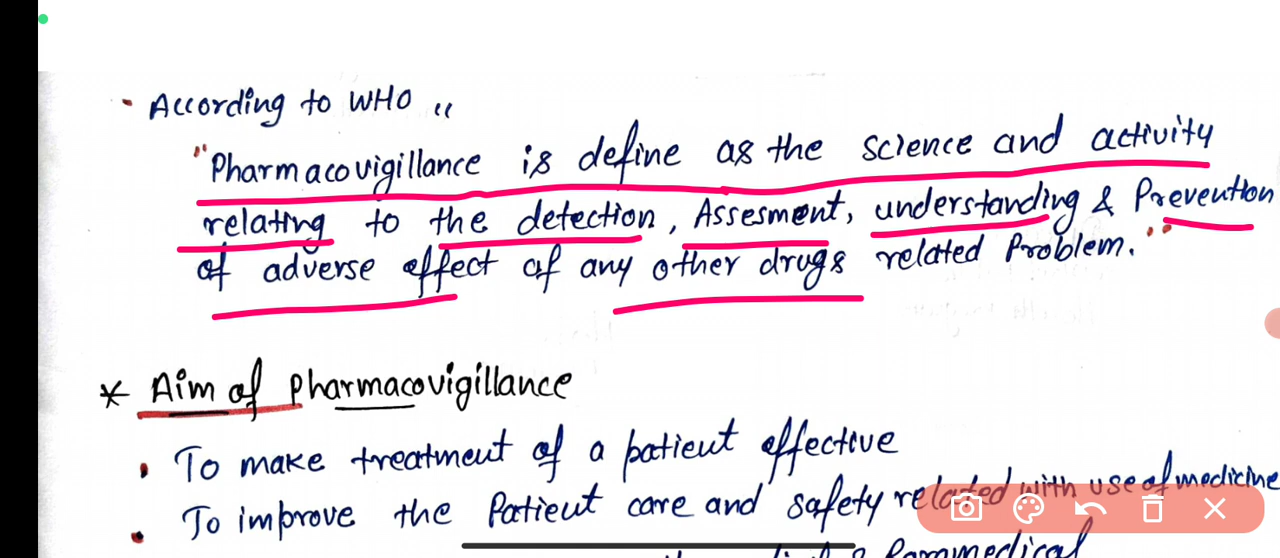 • According to WHO "
"Pharmacovigillance is define as the science and activity
relating to the detection, Assesment, understanding & Prevention
of adverse effect of any other drugs related Problem."
* Aim of Pharmacovigillance
• To make treatment of a patient effective
• To improve the Patient care and safety related with use of medicine
Paramedical